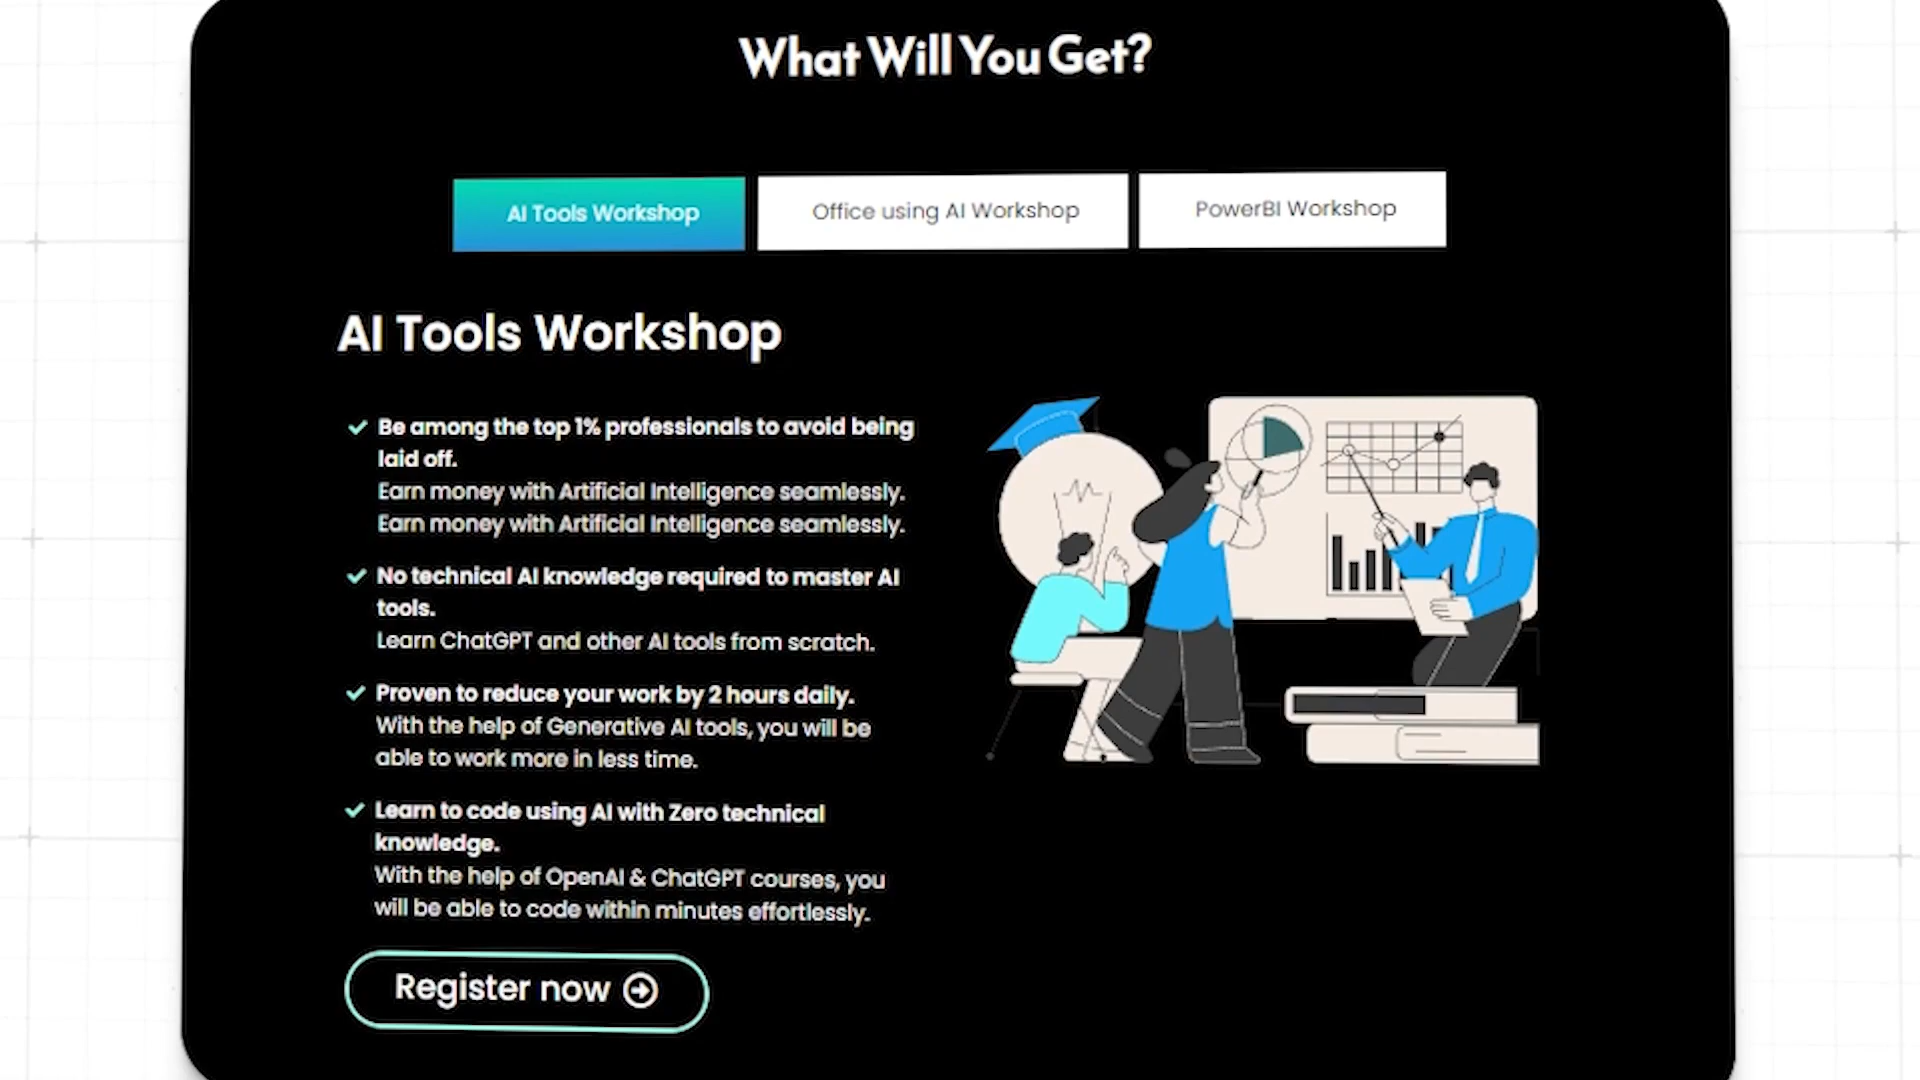 What Will You Get?
AI Tools Workshop
Office using AI Workshop
PowerBI Workshop
AI Tools Workshop
Be among the top 1% professionals to avoid being
laid off.
Earn money with Artificial Intelligence seamlessly.
Earn money with Artificial Intelligence seamlessly.
No technical AI knowledge required to master AI
tools.
Learn ChatGPT and other AI tools from scratch.
Proven to reduce your work by 2 hours daily.
With the help of Generative AI tools, you will be
able to work more in less time.
Learn to code using AI with Zero technical
knowledge.
With the help of OpenAI & ChatGPT courses, you
will be able to code within minutes effortlessly.
Register now